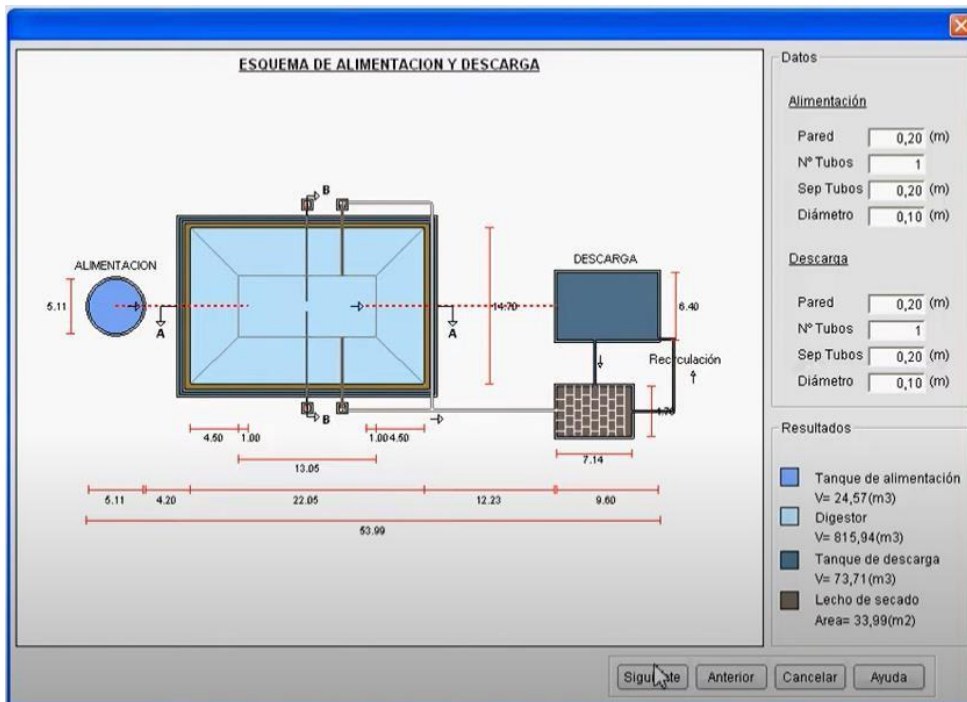 ESQUEMA DE ALIMENTACION Y DESCARGA
B
ALIMENTACION
DESCARGA
5.11
14.70
6.40
A
A
Recirculación
B
4.50
1.00
1.00
4.50
4.76
13.05
7.14
5.11
4.20
22.05
12.23
9.60
53.99
Datos
Alimentación
Pared 0,20 (m)
Nº Tubos 1
Sep Tubos 0,20 (m)
Diámetro 0,10 (m)
Descarga
Pared 0,20 (m)
Nº Tubos 1
Sep Tubos 0,20 (m)
Diámetro 0,10 (m)
Resultados
Tanque de alimentación
V= 24,57(m3)
Digestor
V= 815,94(m3)
Tanque de descarga
V= 73,71(m3)
Lecho de secado
Area= 33,99(m2)
Siguiente Anterior Cancelar Ayuda